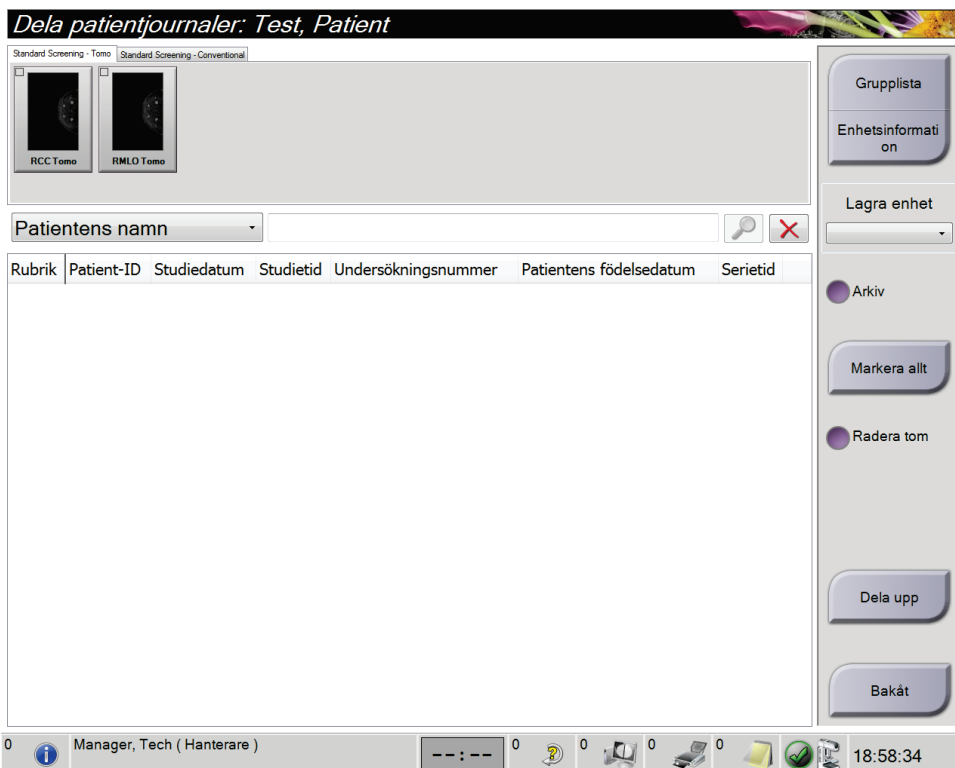 Dela patientjournaler: Test, Patient
Standard Screening - Tomo
Standard Screening - Conventional
RCC Tomo
RMLO Tomo
Grupplista
Enhetsinformati
on
Lagra enhet
Patientens namn
Rubrik Patient-ID Studiedatum Studietid Undersökningsnummer Patientens födelsedatum Serietid
Arkiv
Markera allt
Radera tom
Dela upp
Bakåt
0 Manager, Tech ( Hanterare ) --:-- 0 0 0 0 18:58:34